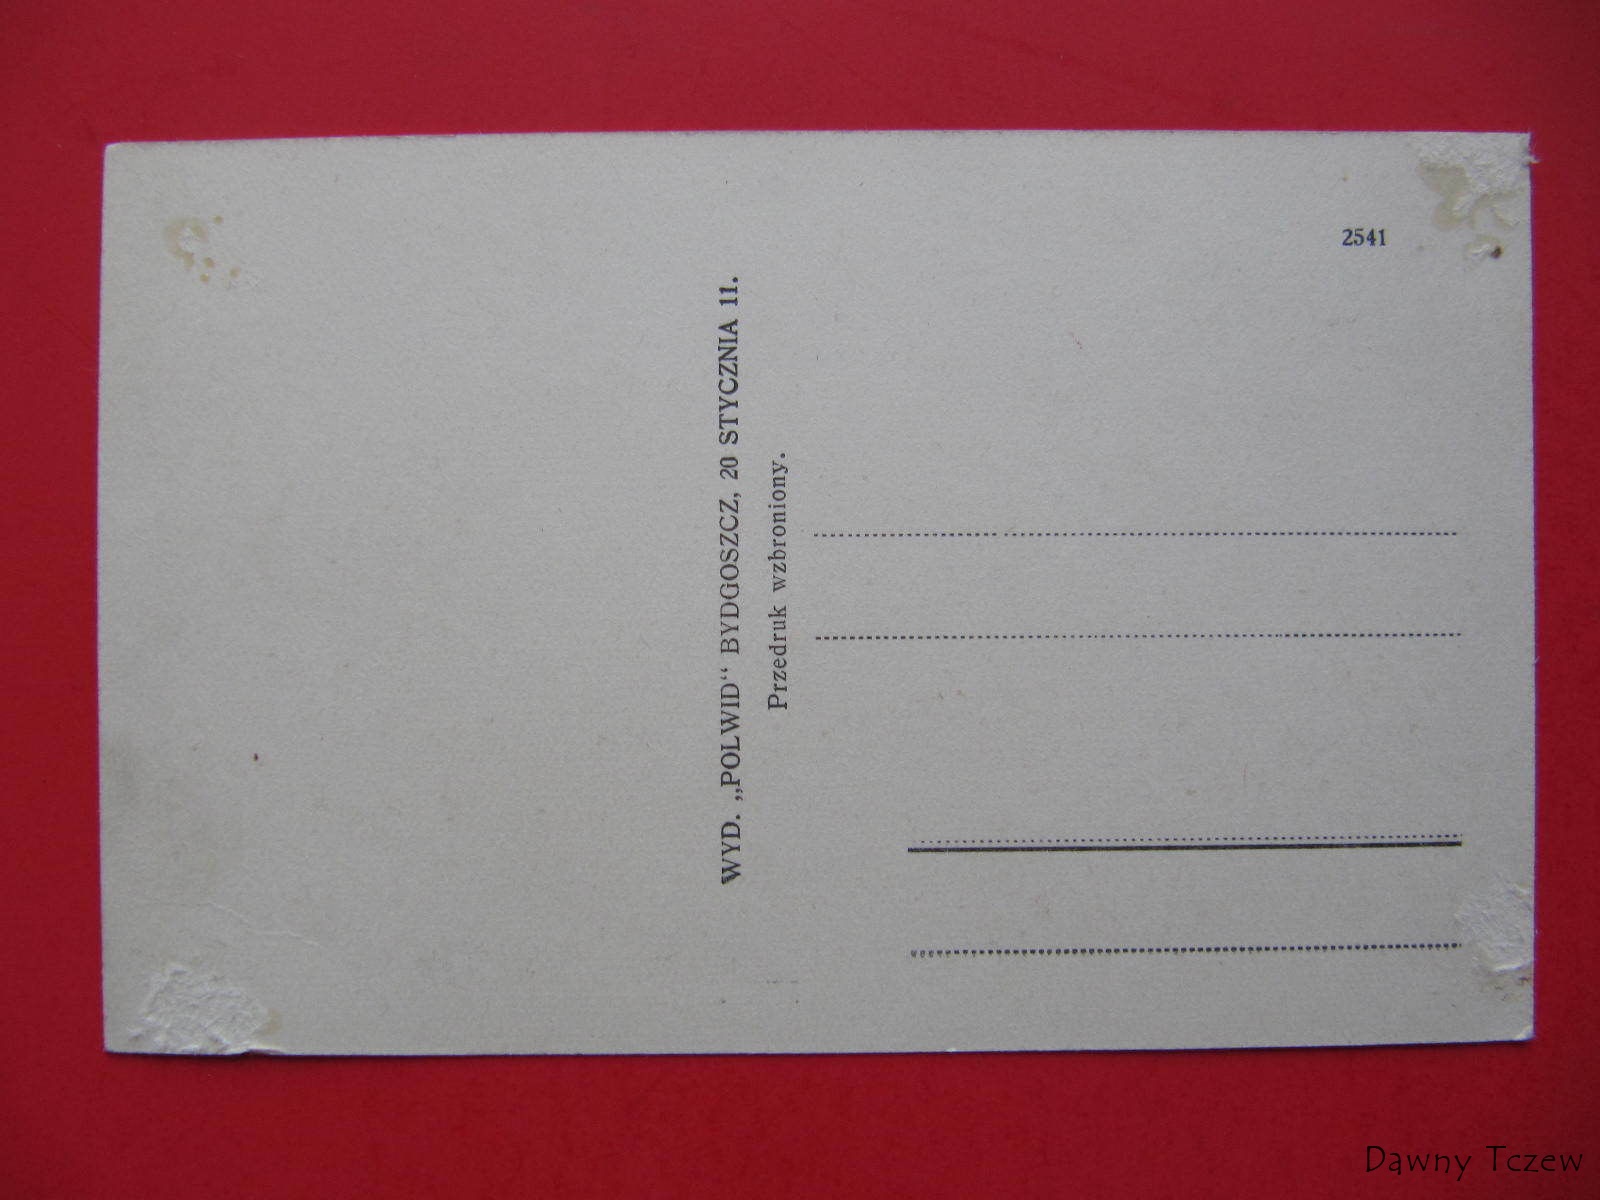 2541
WYD. „POLWID“ BYDGOSZCZ, 20 STYCZNIA 11.
Przedruk wzbroniony.
Dawny Tczew